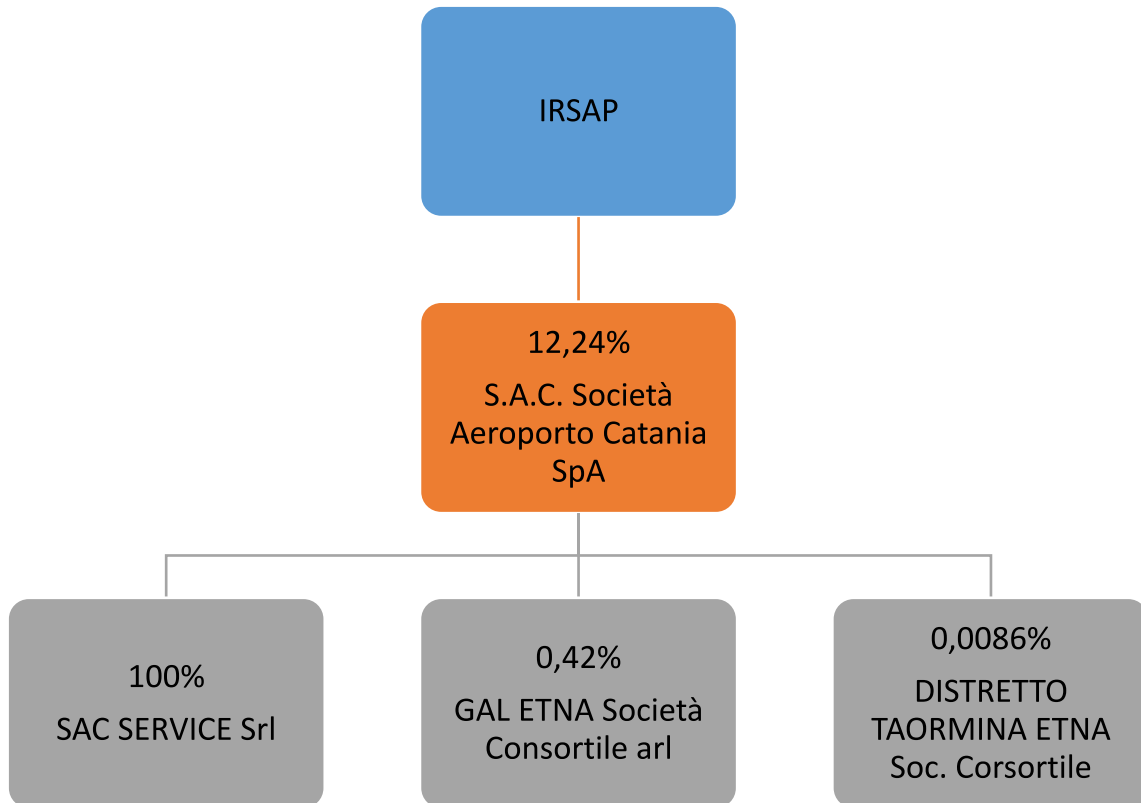 IRSAP
12,24%
S.A.C. Società
Aeroporto Catania
SpA
100%
SAC SERVICE Srl
0,42%
GAL ETNA Società
Consortile arl
0,0086%
DISTRETTO
TAORMINA ETNA
Soc. Corsortile